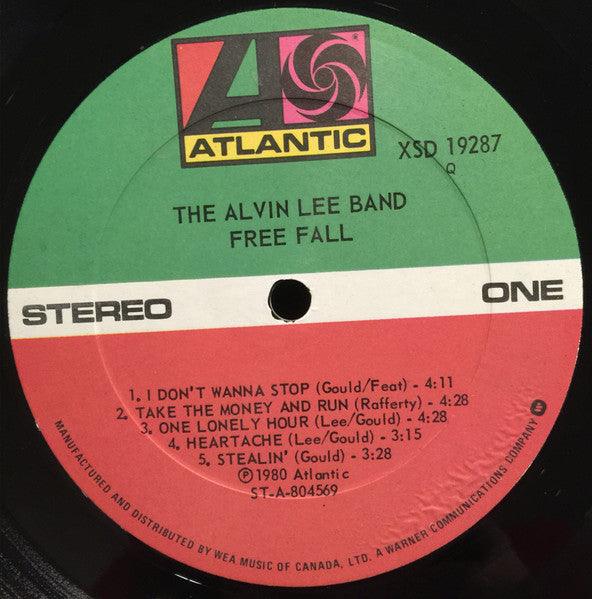 ATLANTIC
®
XSD 19287
Q
THE ALVIN LEE BAND
FREE FALL
STEREO
ONE
1. I DON'T WANNA STOP (Gould/Feat) - 4:11
2. TAKE THE MONEY AND RUN (Rafferty) - 4:28
3. ONE LONELY HOUR (Lee/Gould) - 4:28
4. HEARTACHE (Lee/Gould) - 3:15
5. STEALIN' (Gould) - 3:28
℗ 1980 Atlantic
ST-A-804569
MANUFACTURED AND DISTRIBUTED BY WEA MUSIC OF CANADA, LTD. A WARNER COMMUNICATIONS COMPANY